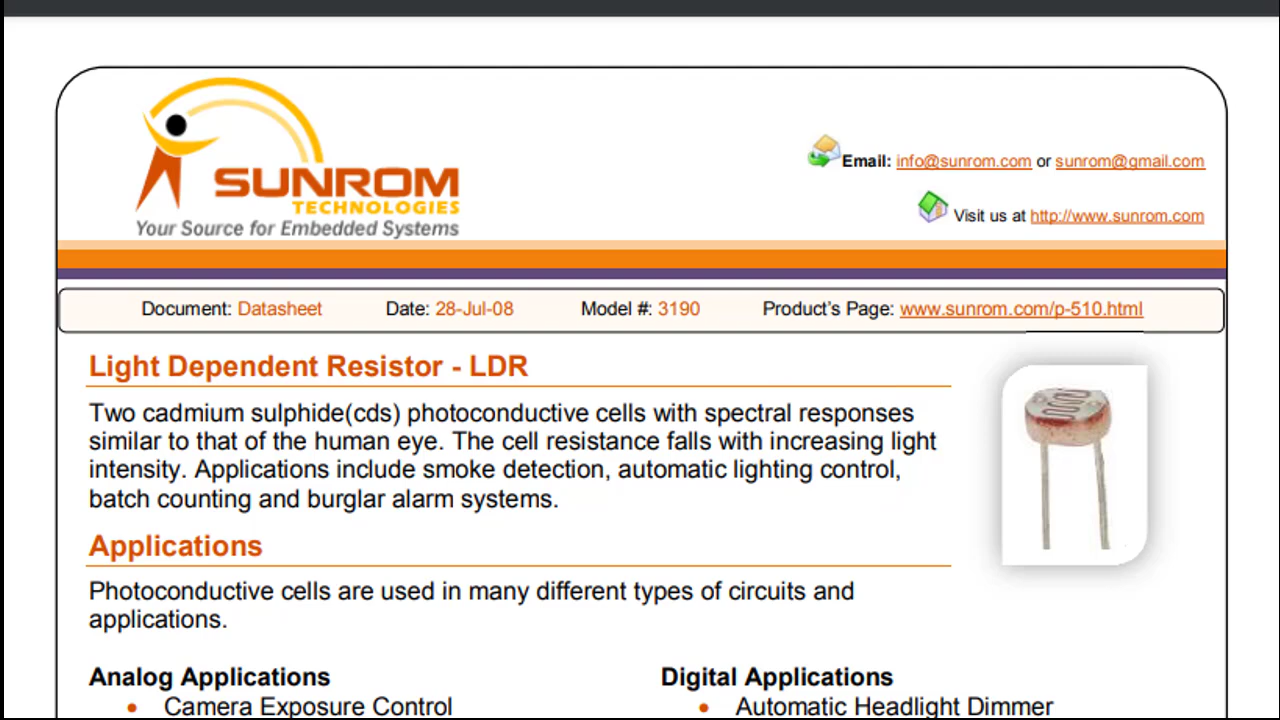 SUNROM
TECHNOLOGIES
Your Source for Embedded Systems
Email: info@sunrom.com or sunrom@gmail.com
Visit us at http://www.sunrom.com
Document: Datasheet Date: 28-Jul-08 Model #: 3190 Product's Page: www.sunrom.com/p-510.html
Light Dependent Resistor - LDR
Two cadmium sulphide(cds) photoconductive cells with spectral responses
similar to that of the human eye. The cell resistance falls with increasing light
intensity. Applications include smoke detection, automatic lighting control,
batch counting and burglar alarm systems.
Applications
Photoconductive cells are used in many different types of circuits and
applications.
Analog Applications
• Camera Exposure Control
Digital Applications
• Automatic Headlight Dimmer